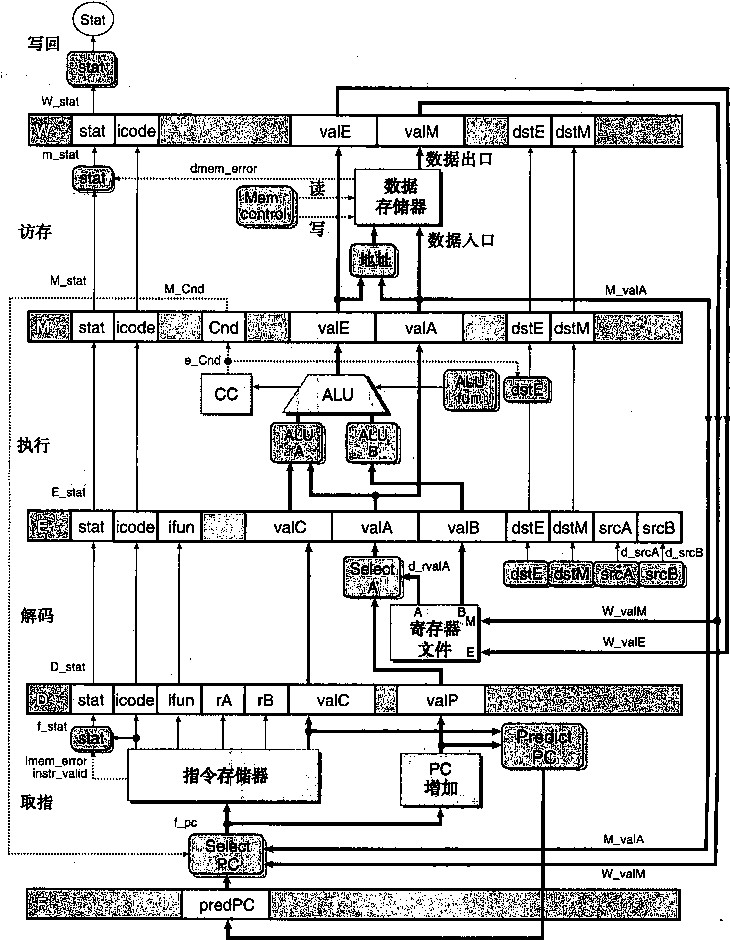 Stat
写回
stat
W_stat
W stat icode valE valM dstE dstM
m_stat
数据出口
dmem_error
stat
读
数据
存储器
Mem.
control
写
数据入口
访存
地址
M_stat
M_Cnd
M_valA
M stat icode Cnd valE valA dstE dstM
e_Cnd
CC
ALU
ALU
fun.
dstE
ALU
A
ALU
B
执行
E_stat
E stat icode ifun valC valA valB dstE dstM srcA srcB
d_srcA d_srcB
Select
A
d_rvalA
dstE dstM srcA srcB
A B
M
寄存器
文件
E
W_valM
解码
W_valE
D_stat
D stat icode ifun rA rB valC valP
f_stat
stat
Predict
PC
imem_error
instr_valid
指令存储器
PC
增加
取指
f_pc
Select
PC
M_valA
W_valM
predPC